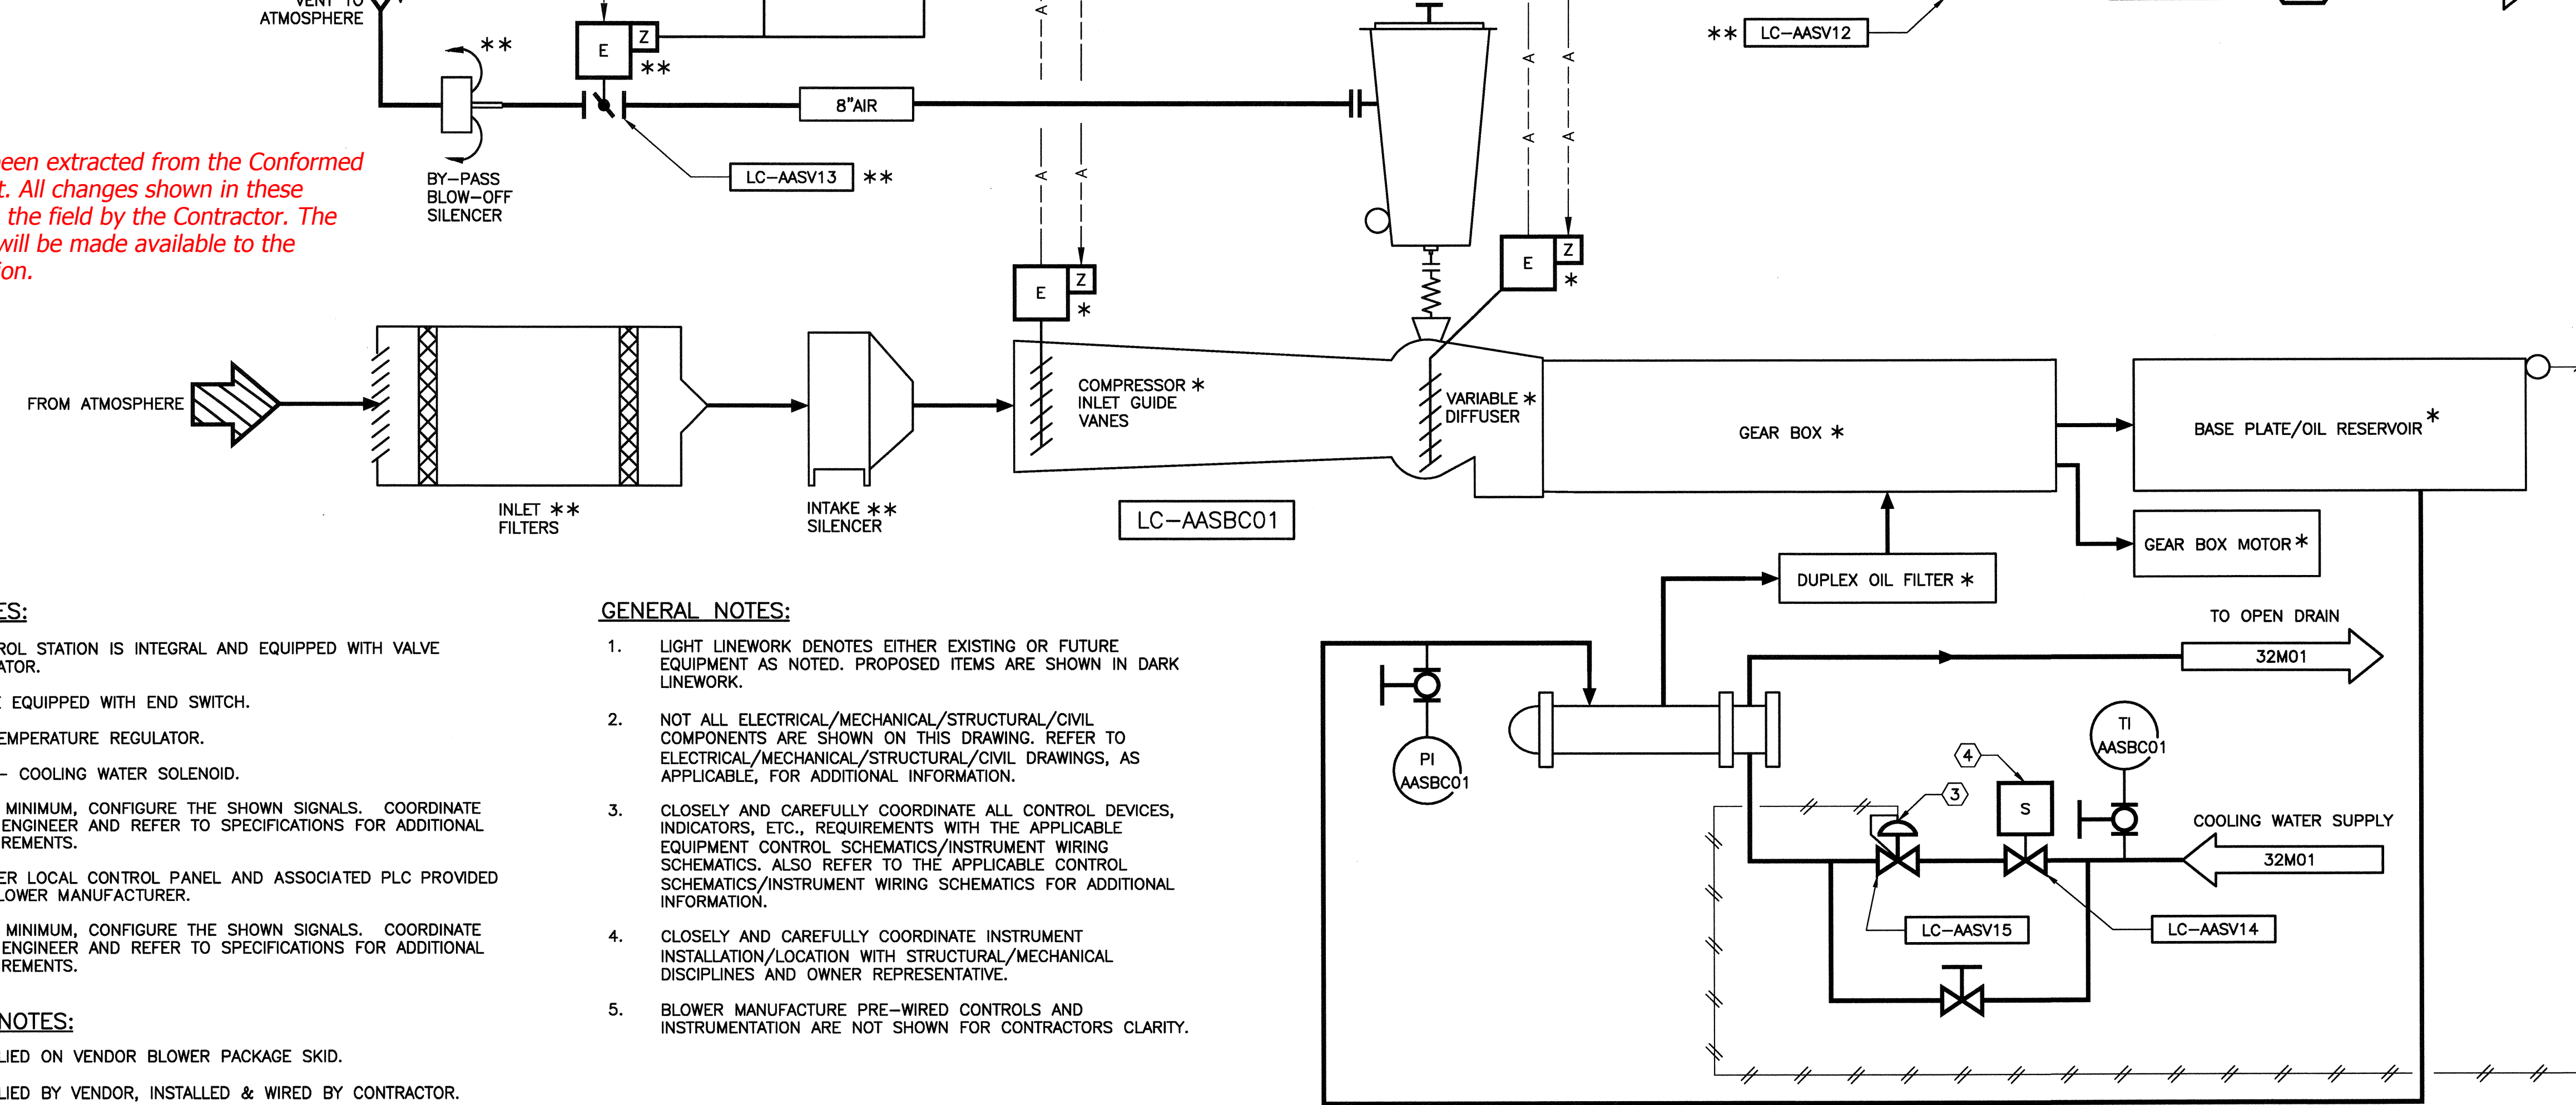 VENT TO
ATMOSPHERE
E
Z
**
**
8"AIR
LC-AASV13 **
BY-PASS
BLOW-OFF
SILENCER
A
A
A
A
A
A
A
A
** LC-AASV12
been extracted from the Conformed
t. All changes shown in these
the field by the Contractor. The
will be made available to the
ion.
E
Z
*
E
Z
*
FROM ATMOSPHERE
INLET **
FILTERS
INTAKE **
SILENCER
COMPRESSOR *
INLET GUIDE
VANES
LC-AASBC01
VARIABLE *
DIFFUSER
GEAR BOX *
BASE PLATE/OIL RESERVOIR *
GEAR BOX MOTOR *
DUPLEX OIL FILTER *
TO OPEN DRAIN
32M01
PI
AASBC01
TI
AASBC01
4
3
S
COOLING WATER SUPPLY
32M01
LC-AASV15
LC-AASV14
ES:
ROL STATION IS INTEGRAL AND EQUIPPED WITH VALVE
ATOR.
E EQUIPPED WITH END SWITCH.
EMPERATURE REGULATOR.
- COOLING WATER SOLENOID.
MINIMUM, CONFIGURE THE SHOWN SIGNALS. COORDINATE
ENGINEER AND REFER TO SPECIFICATIONS FOR ADDITIONAL
REMENTS.
ER LOCAL CONTROL PANEL AND ASSOCIATED PLC PROVIDED
LOWER MANUFACTURER.
MINIMUM, CONFIGURE THE SHOWN SIGNALS. COORDINATE
ENGINEER AND REFER TO SPECIFICATIONS FOR ADDITIONAL
REMENTS.
NOTES:
LIED ON VENDOR BLOWER PACKAGE SKID.
LIED BY VENDOR, INSTALLED & WIRED BY CONTRACTOR.
GENERAL NOTES:
1. LIGHT LINEWORK DENOTES EITHER EXISTING OR FUTURE
EQUIPMENT AS NOTED. PROPOSED ITEMS ARE SHOWN IN DARK
LINEWORK.
2. NOT ALL ELECTRICAL/MECHANICAL/STRUCTURAL/CIVIL
COMPONENTS ARE SHOWN ON THIS DRAWING. REFER TO
ELECTRICAL/MECHANICAL/STRUCTURAL/CIVIL DRAWINGS, AS
APPLICABLE, FOR ADDITIONAL INFORMATION.
3. CLOSELY AND CAREFULLY COORDINATE ALL CONTROL DEVICES,
INDICATORS, ETC., REQUIREMENTS WITH THE APPLICABLE
EQUIPMENT CONTROL SCHEMATICS/INSTRUMENT WIRING
SCHEMATICS. ALSO REFER TO THE APPLICABLE CONTROL
SCHEMATICS/INSTRUMENT WIRING SCHEMATICS FOR ADDITIONAL
INFORMATION.
4. CLOSELY AND CAREFULLY COORDINATE INSTRUMENT
INSTALLATION/LOCATION WITH STRUCTURAL/MECHANICAL
DISCIPLINES AND OWNER REPRESENTATIVE.
5. BLOWER MANUFACTURE PRE-WIRED CONTROLS AND
INSTRUMENTATION ARE NOT SHOWN FOR CONTRACTORS CLARITY.